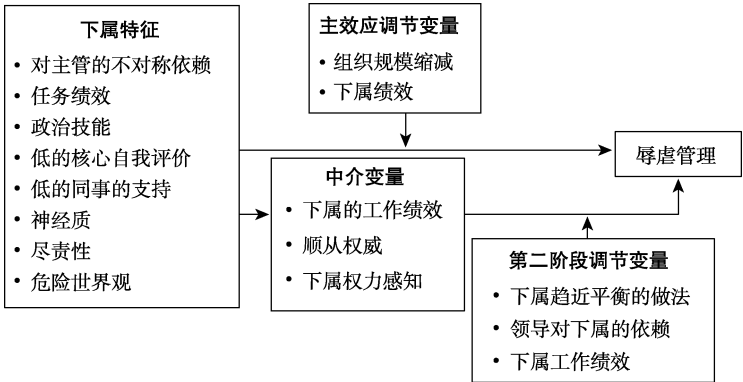 下属特征
• 对主管的不对称依赖
• 任务绩效
• 政治技能
• 低的核心自我评价
• 低的同事的支持
• 神经质
• 尽责性
• 危险世界观
主效应调节变量
• 组织规模缩减
• 下属绩效
中介变量
• 下属的工作绩效
• 顺从权威
• 下属权力感知
辱虐管理
第二阶段调节变量
• 下属趋近平衡的做法
• 领导对下属的依赖
• 下属工作绩效